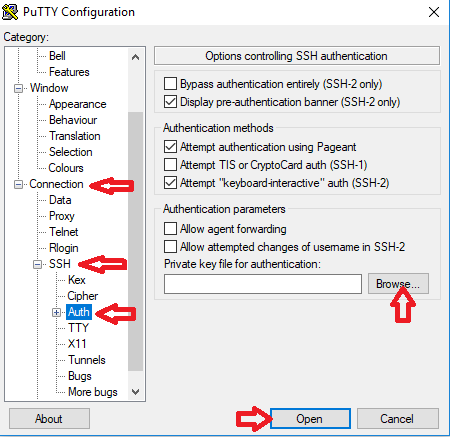 PuTTY Configuration
Category:
Bell
Features
Window
Appearance
Behaviour
Translation
Selection
Colours
Connection
Data
Proxy
Telnet
Rlogin
SSH
Kex
Cipher
Auth
TTY
X11
Tunnels
Bugs
More bugs
Options controlling SSH authentication
Bypass authentication entirely (SSH-2 only)
Display pre-authentication banner (SSH-2 only)
Authentication methods
Attempt authentication using Pageant
Attempt TIS or CryptoCard auth (SSH-1)
Attempt "keyboard-interactive" auth (SSH-2)
Authentication parameters
Allow agent forwarding
Allow attempted changes of username in SSH-2
Private key file for authentication:
Browse...
About
Open
Cancel